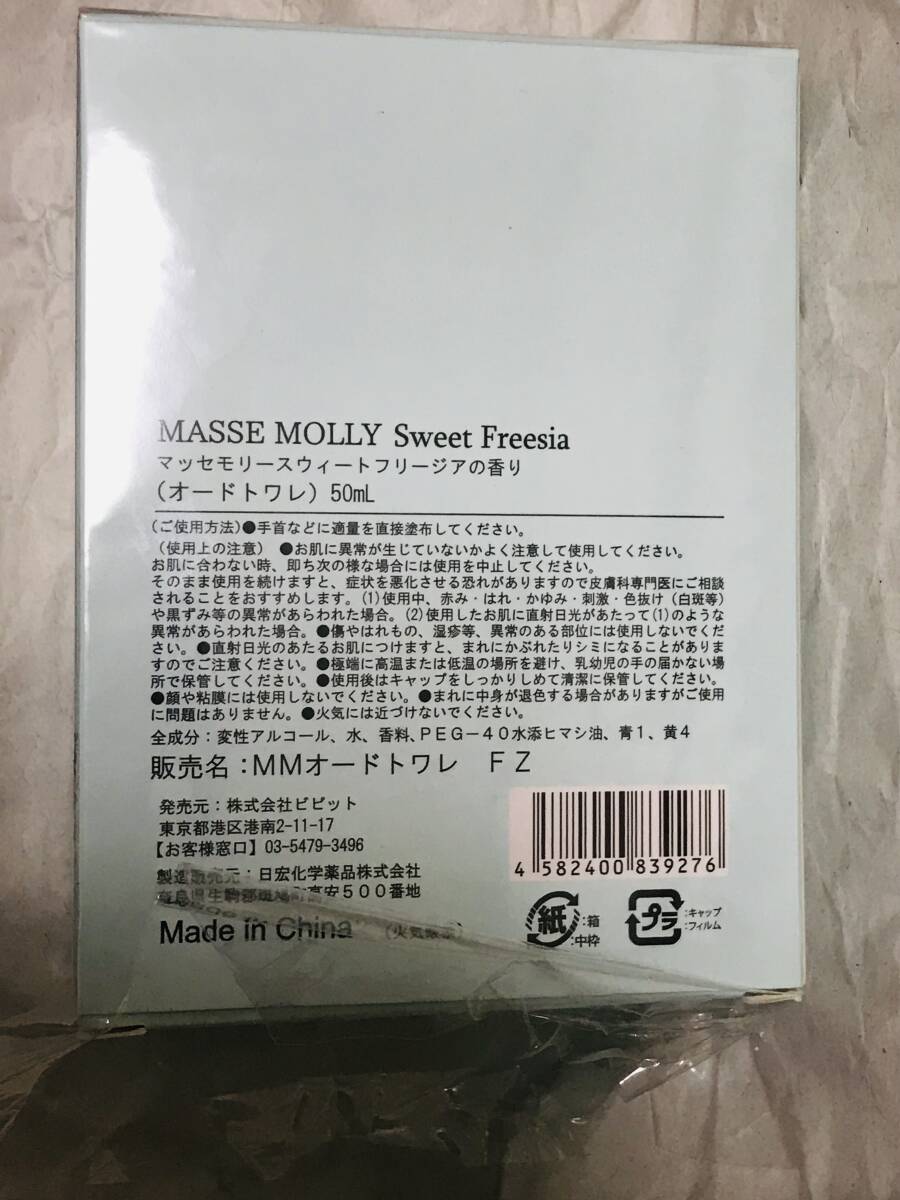 MASSE MOLLY Sweet Freesia
マッセモリースウィートフリージアの香り
(オードトワレ) 50mL
(ご使用方法)●手首などに適量を直接塗布してください。
(使用上の注意) ●お肌に異常が生じていないかよく注意して使用してください。
お肌に合わない時、即ち次の様な場合には使用を中止してください。
そのまま使用を続けますと、症状を悪化させる恐れがありますので皮膚科専門医にご相談
されることをおすすめします。(1)使用中、赤み・はれ・かゆみ・刺激・色抜け(白斑等)
や黒ずみ等の異常があらわれた場合。(2)使用したお肌に直射日光があたって(1)のような
異常があらわれた場合。●傷やはれもの、湿疹等、異常のある部位には使用しないでくだ
さい。●直射日光のあたるお肌につけますと、まれにかぶれたりシミになることがありま
すのでご注意ください。●極端に高温または低温の場所を避け、乳幼児の手の届かない場
所で保管してください。●使用後はキャップをしっかりしめて清潔に保管してください。
●顔や粘膜には使用しないでください。●まれに中身が退色する場合がありますがご使用
に問題はありません。●火気には近づけないでください。
全成分：変性アルコール、水、香料、PEG－40水添ヒマシ油、青1、黄4
販売名：MMオードトワレ FZ
発売元：株式会社ビビット
東京都港区港南2-11-17
【お客様窓口】03-5479-3496
製造販売元：日宏化学薬品株式会社
高安500番地
Made in China (火気厳禁)
4 582400 839276
紙 :箱 :中枠
プラ :キャップ :フィルム